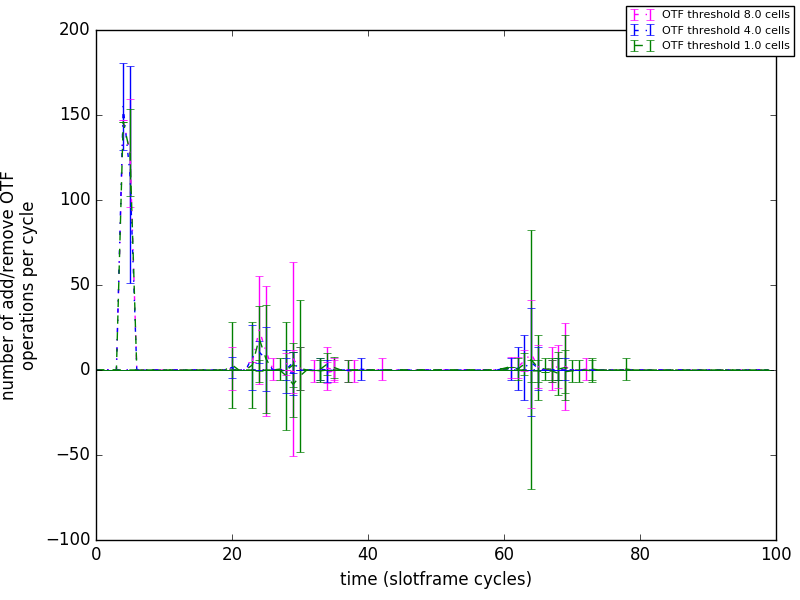 OTF threshold 8.0 cells
OTF threshold 4.0 cells
OTF threshold 1.0 cells
200
150
100
50
0
−50
−100
number of add/remove OTF
operations per cycle
0 20 40 60 80 100
time (slotframe cycles)